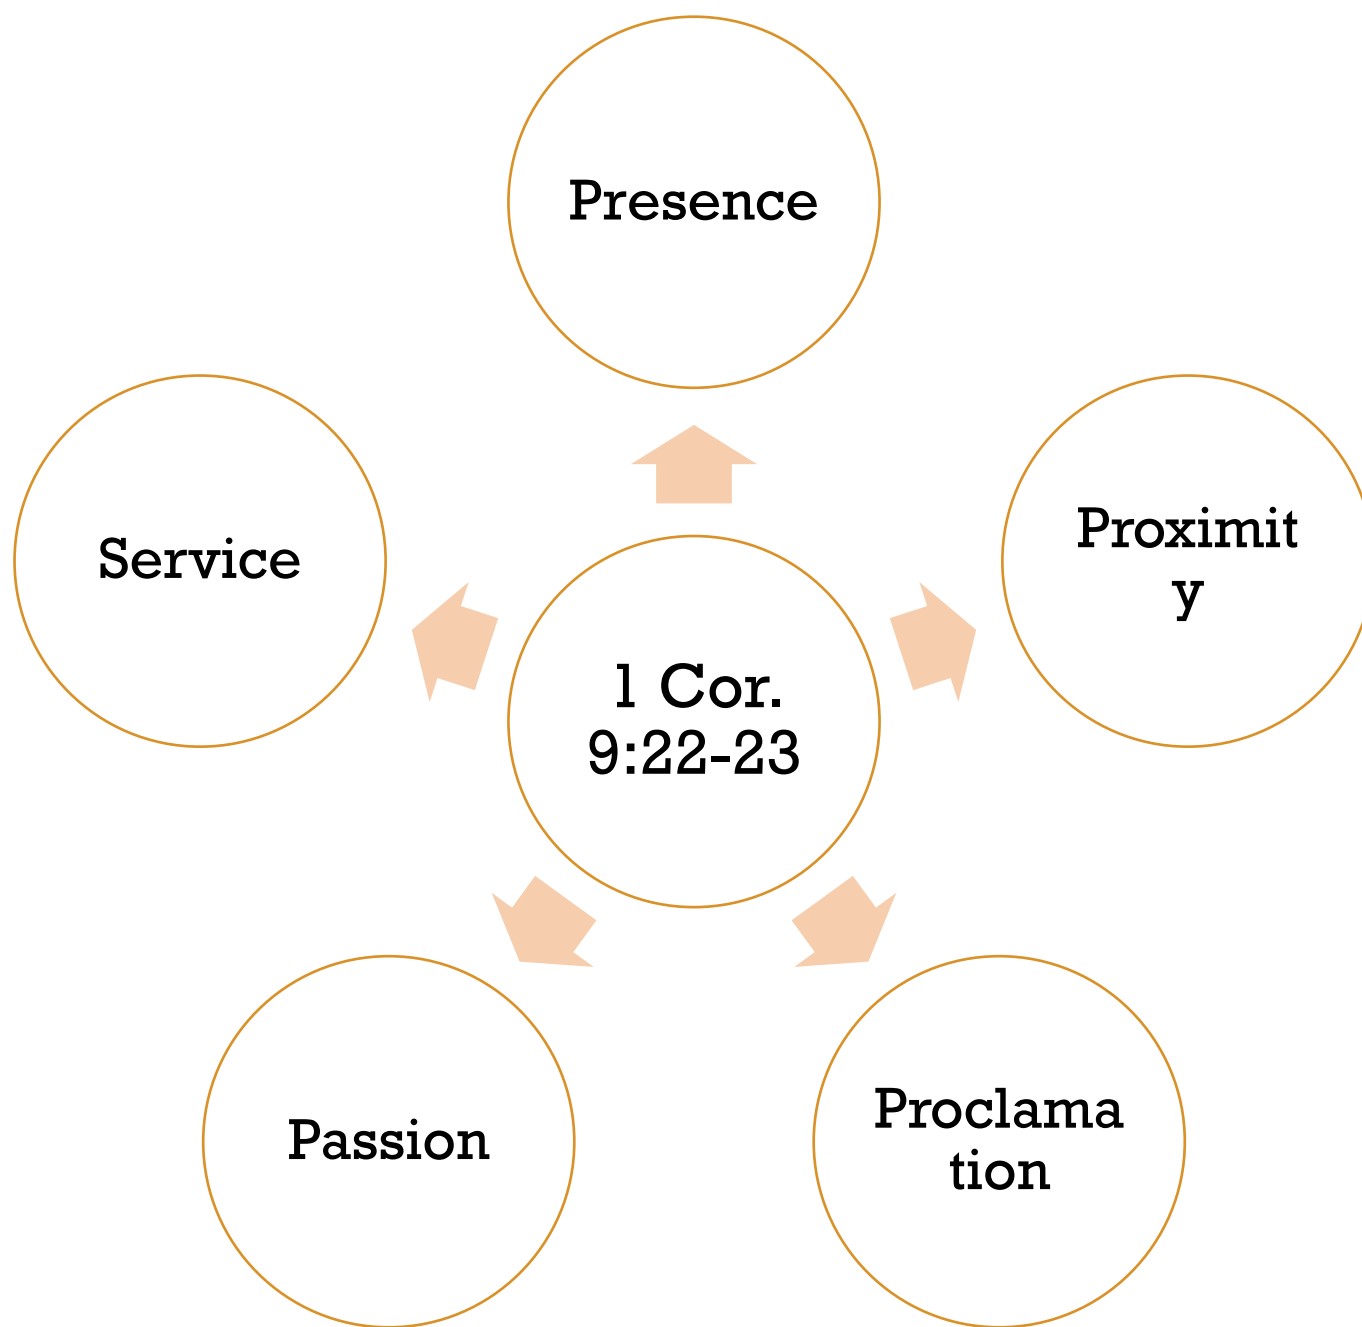 Presence
Proximit
y
Service
1 Cor.
9:22-23
Proclama
tion
Passion